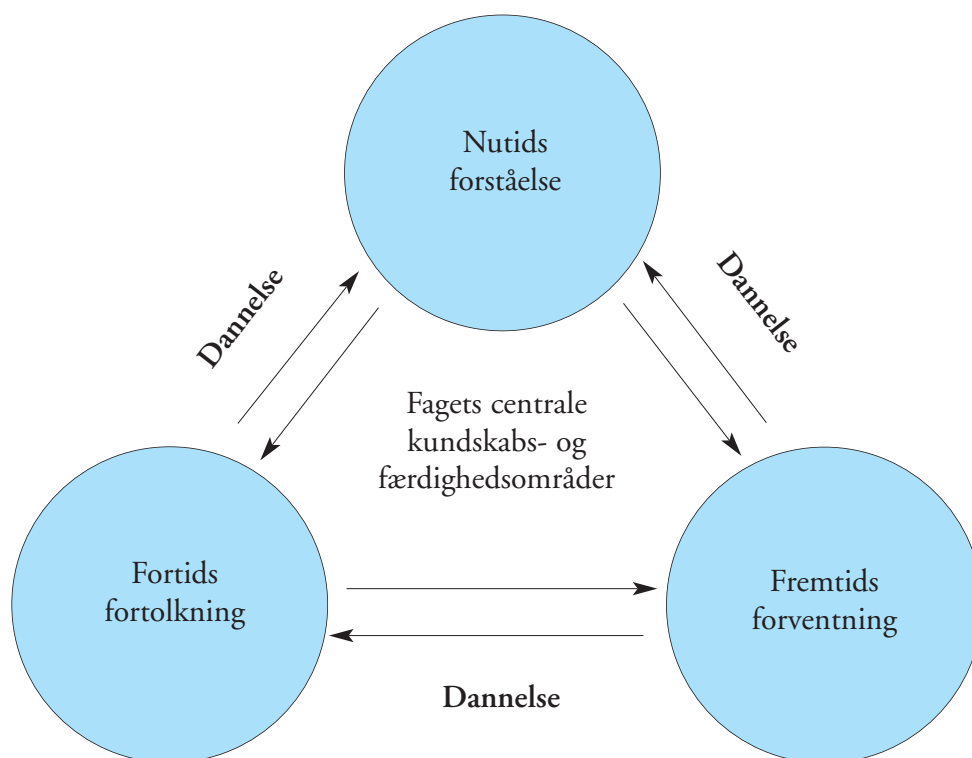 Nutids
forståelse
Dannelse
Dannelse
Fagets centrale
kundskabs- og
færdighedsområder
Fortids
fortolkning
Fremtids
forventning
Dannelse